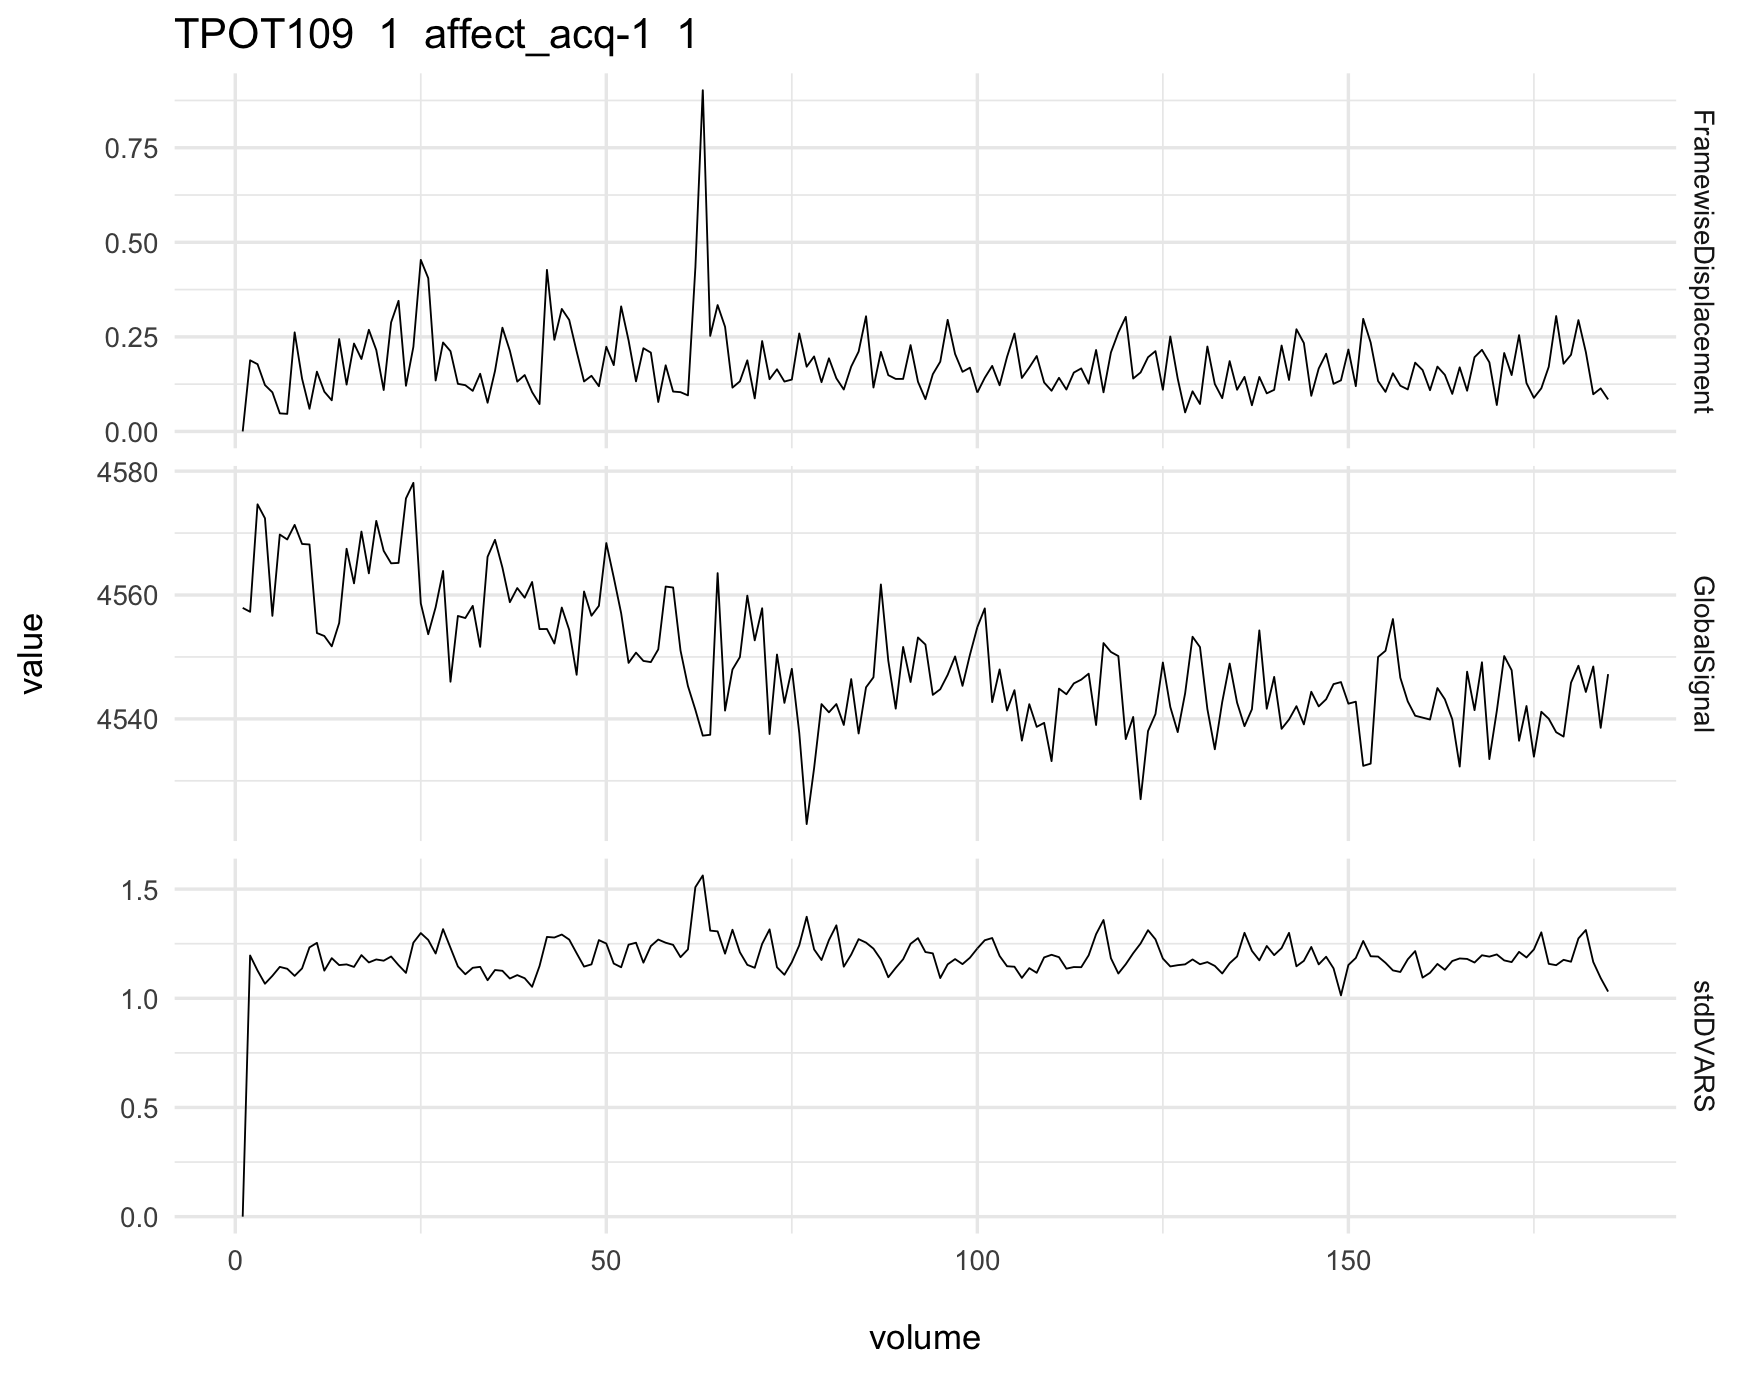 TPOT109  1  affect_acq-1  1
0.75
0.50
0.25
0.00
FramewiseDisplacement
4580
4560
4540
GlobalSignal
value
1.5
1.0
0.5
0.0
stdDVARS
0 50 100 150
volume